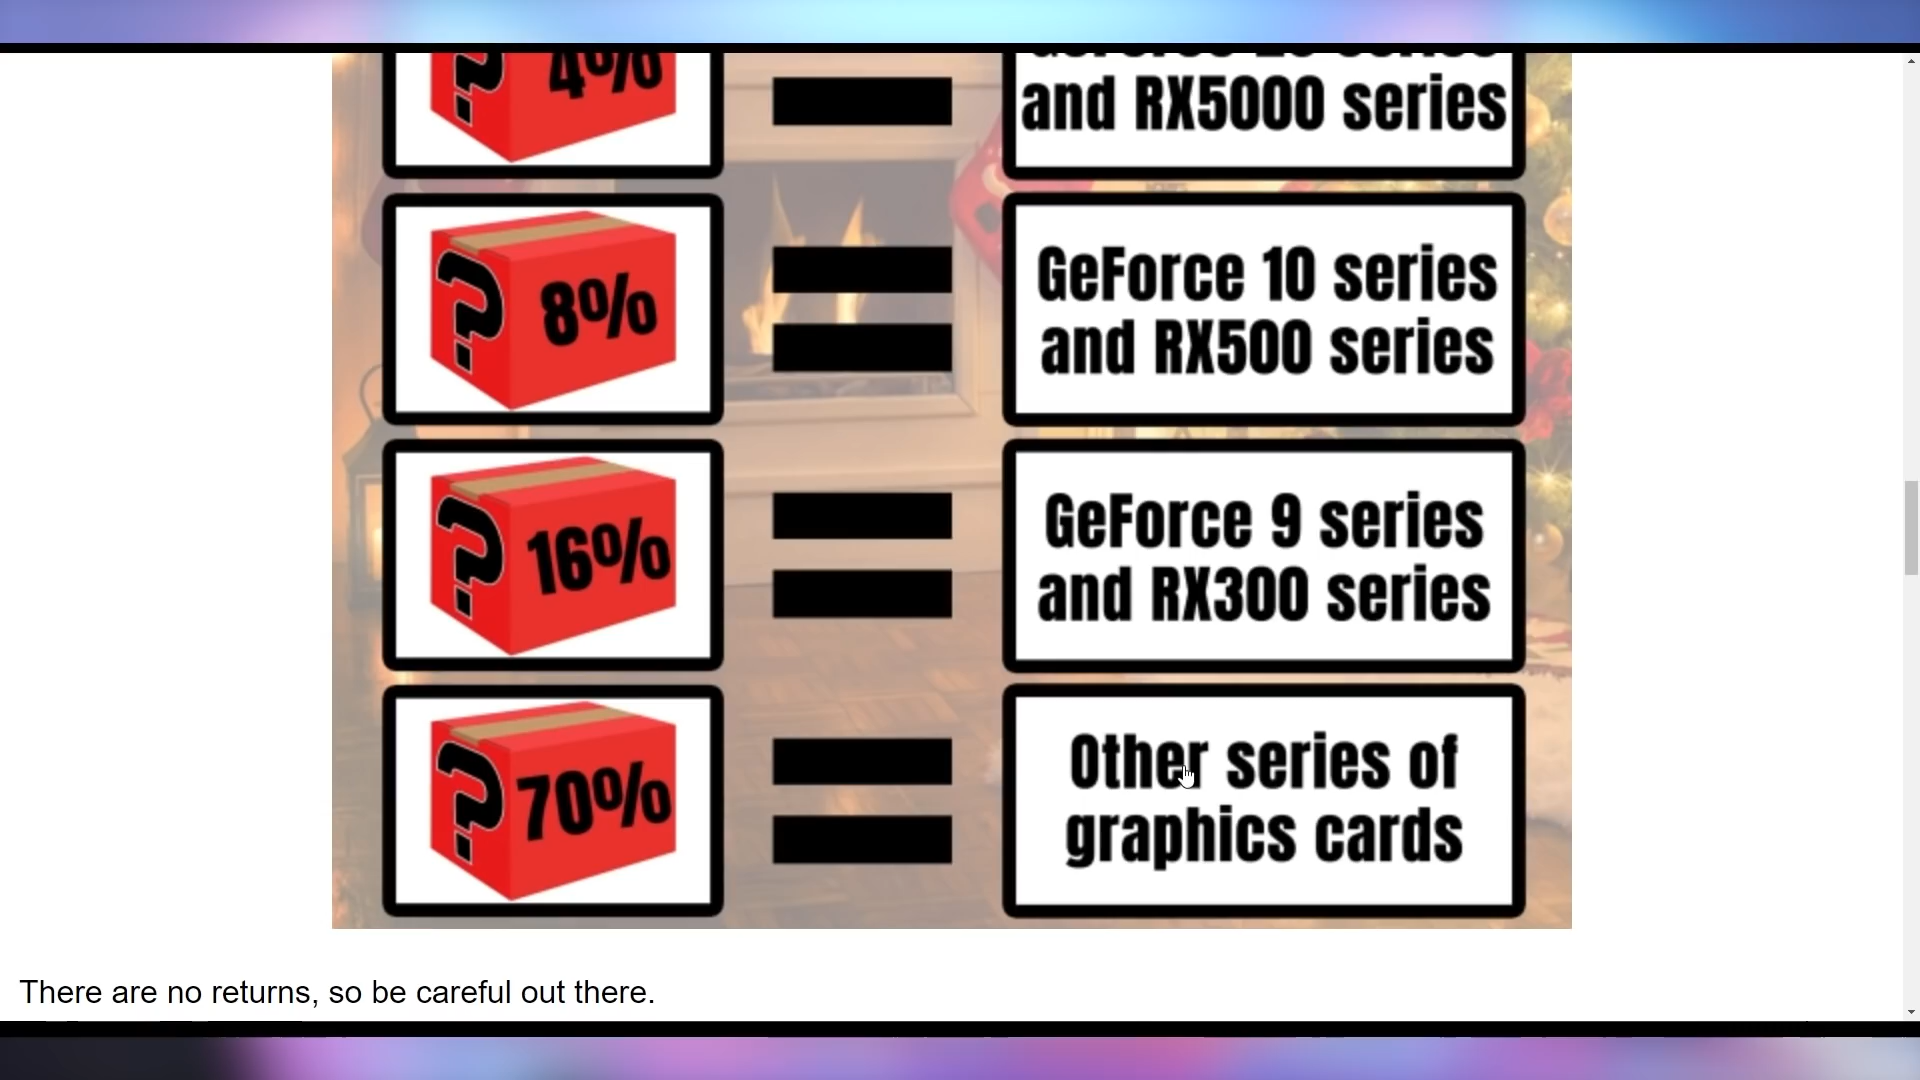 4%
and RX5000 series
?
8%
GeForce 10 series
and RX500 series
?
16%
GeForce 9 series
and RX300 series
?
70%
Other series of
graphics cards
There are no returns, so be careful out there.